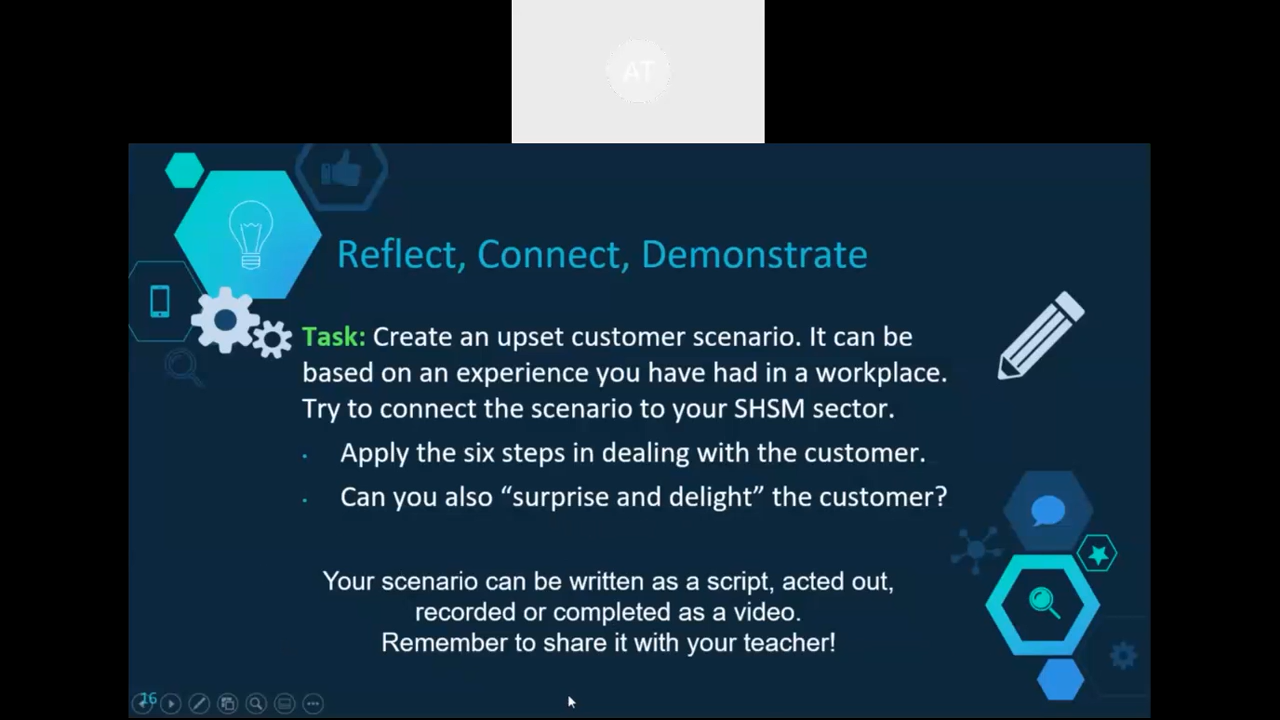 AT
Reflect, Connect, Demonstrate
Task: Create an upset customer scenario. It can be
based on an experience you have had in a workplace.
Try to connect the scenario to your SHSM sector.
· Apply the six steps in dealing with the customer.
· Can you also “surprise and delight” the customer?
Your scenario can be written as a script, acted out,
recorded or completed as a video.
Remember to share it with your teacher!
16